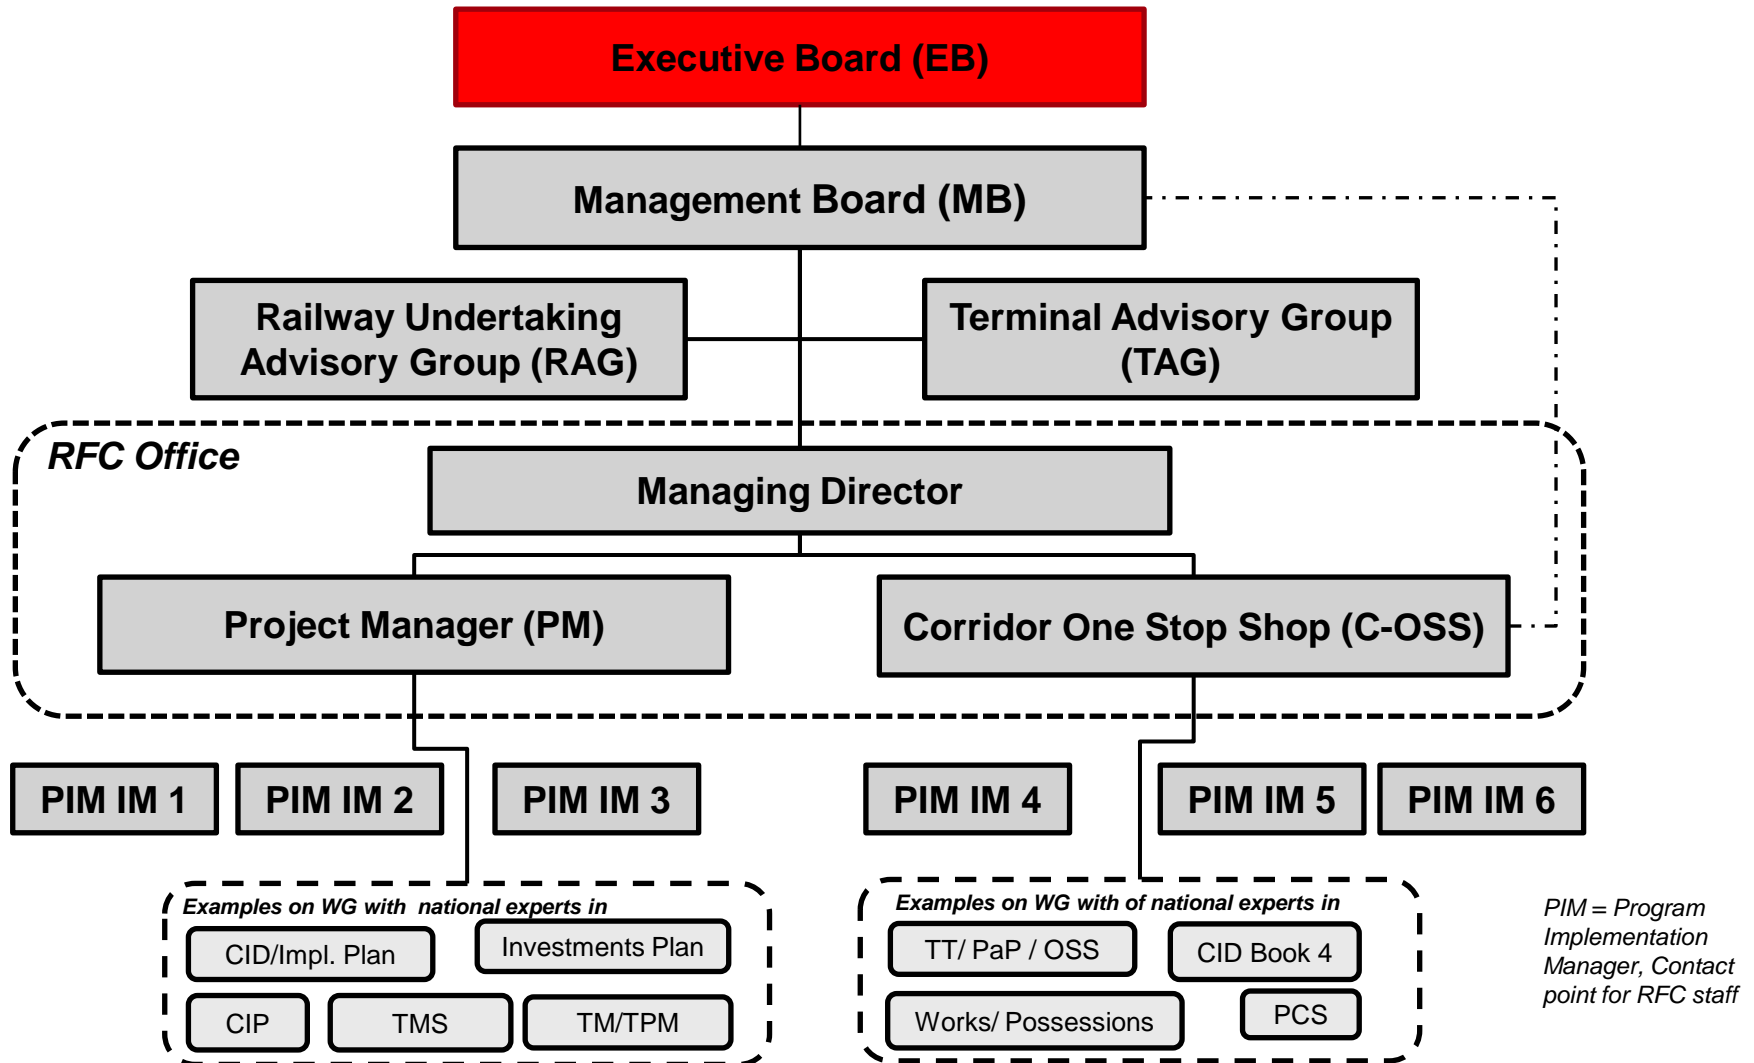 Executive Board (EB)
Management Board (MB)
Railway Undertaking
Advisory Group (RAG)
Terminal Advisory Group
(TAG)
RFC Office
Managing Director
Project Manager (PM)
Corridor One Stop Shop (C-OSS)
PIM IM 1
PIM IM 2
PIM IM 3
PIM IM 4
PIM IM 5
PIM IM 6
Examples on WG with national experts in
CID/Impl. Plan
Investments Plan
CIP
TMS
TM/TPM
Examples on WG with of national experts in
TT/ PaP / OSS
CID Book 4
Works/ Possessions
PCS
PIM = Program
Implementation
Manager, Contact
point for RFC staff